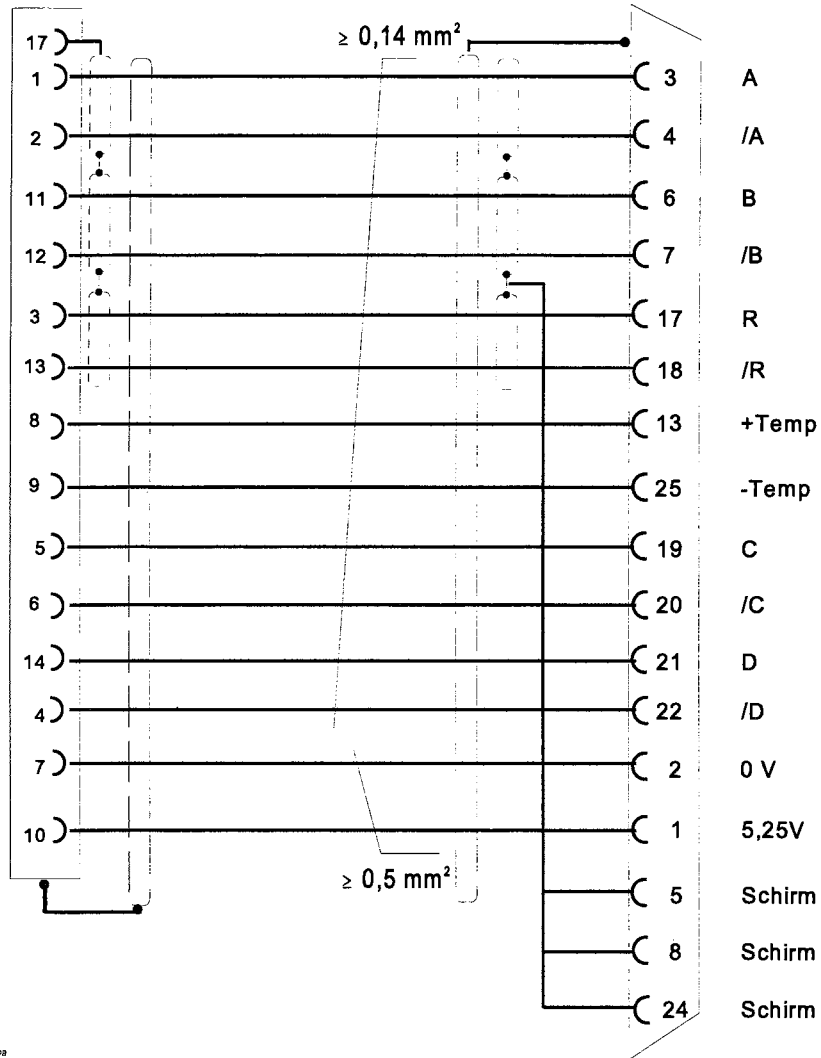 ≥ 0,14 mm²
17
1 3 A
2 4 /A
11 6 B
12 7 /B
3 17 R
13 18 /R
8 13 +Temp
9 25 -Temp
5 19 C
6 20 /C
14 21 D
4 22 /D
7 2 0 V
10 1 5,25V
≥ 0,5 mm²
5 Schirm
8 Schirm
24 Schirm